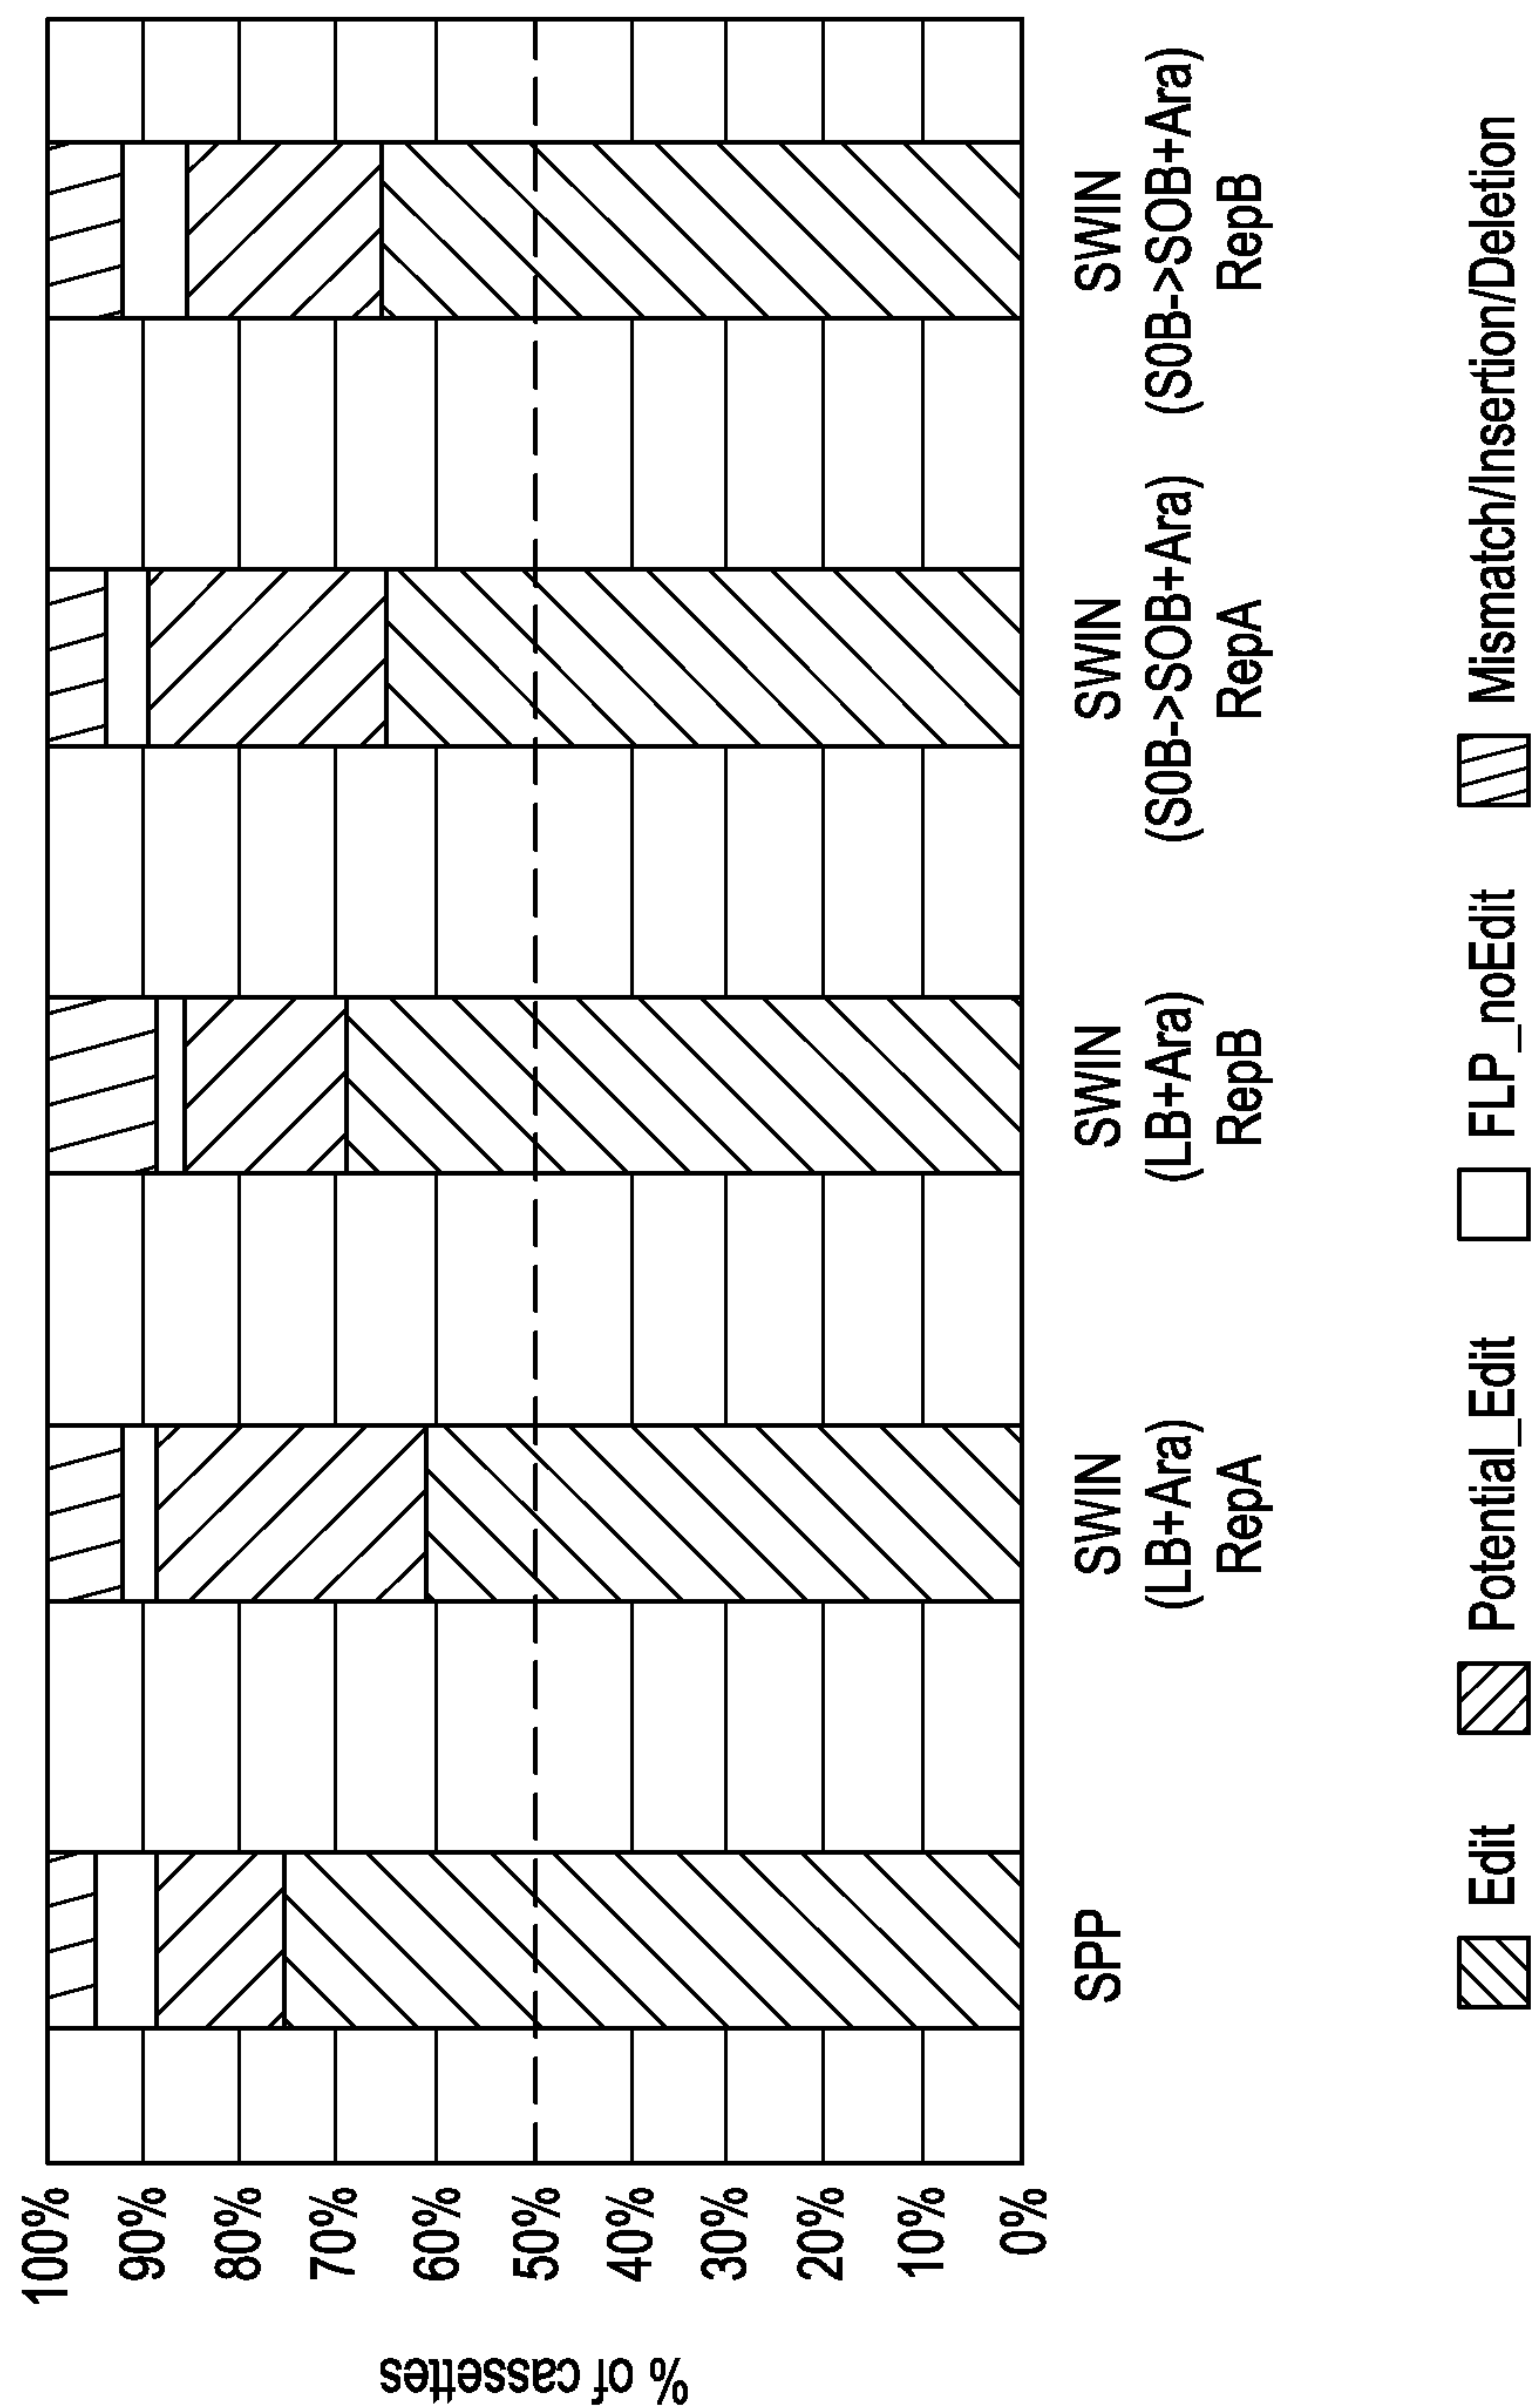 % of cassettes
100%
90%
80%
70%
60%
50%
40%
30%
20%
10%
0%
SPP
SWIN
(LB+Ara)
RepA
SWIN
(LB+Ara)
RepB
SWIN
(S0B->SOB+Ara)
RepA
SWIN
(S0B->SOB+Ara)
RepB
Edit
Potential_Edit
FLP_noEdit
Mismatch/Insertion/Deletion